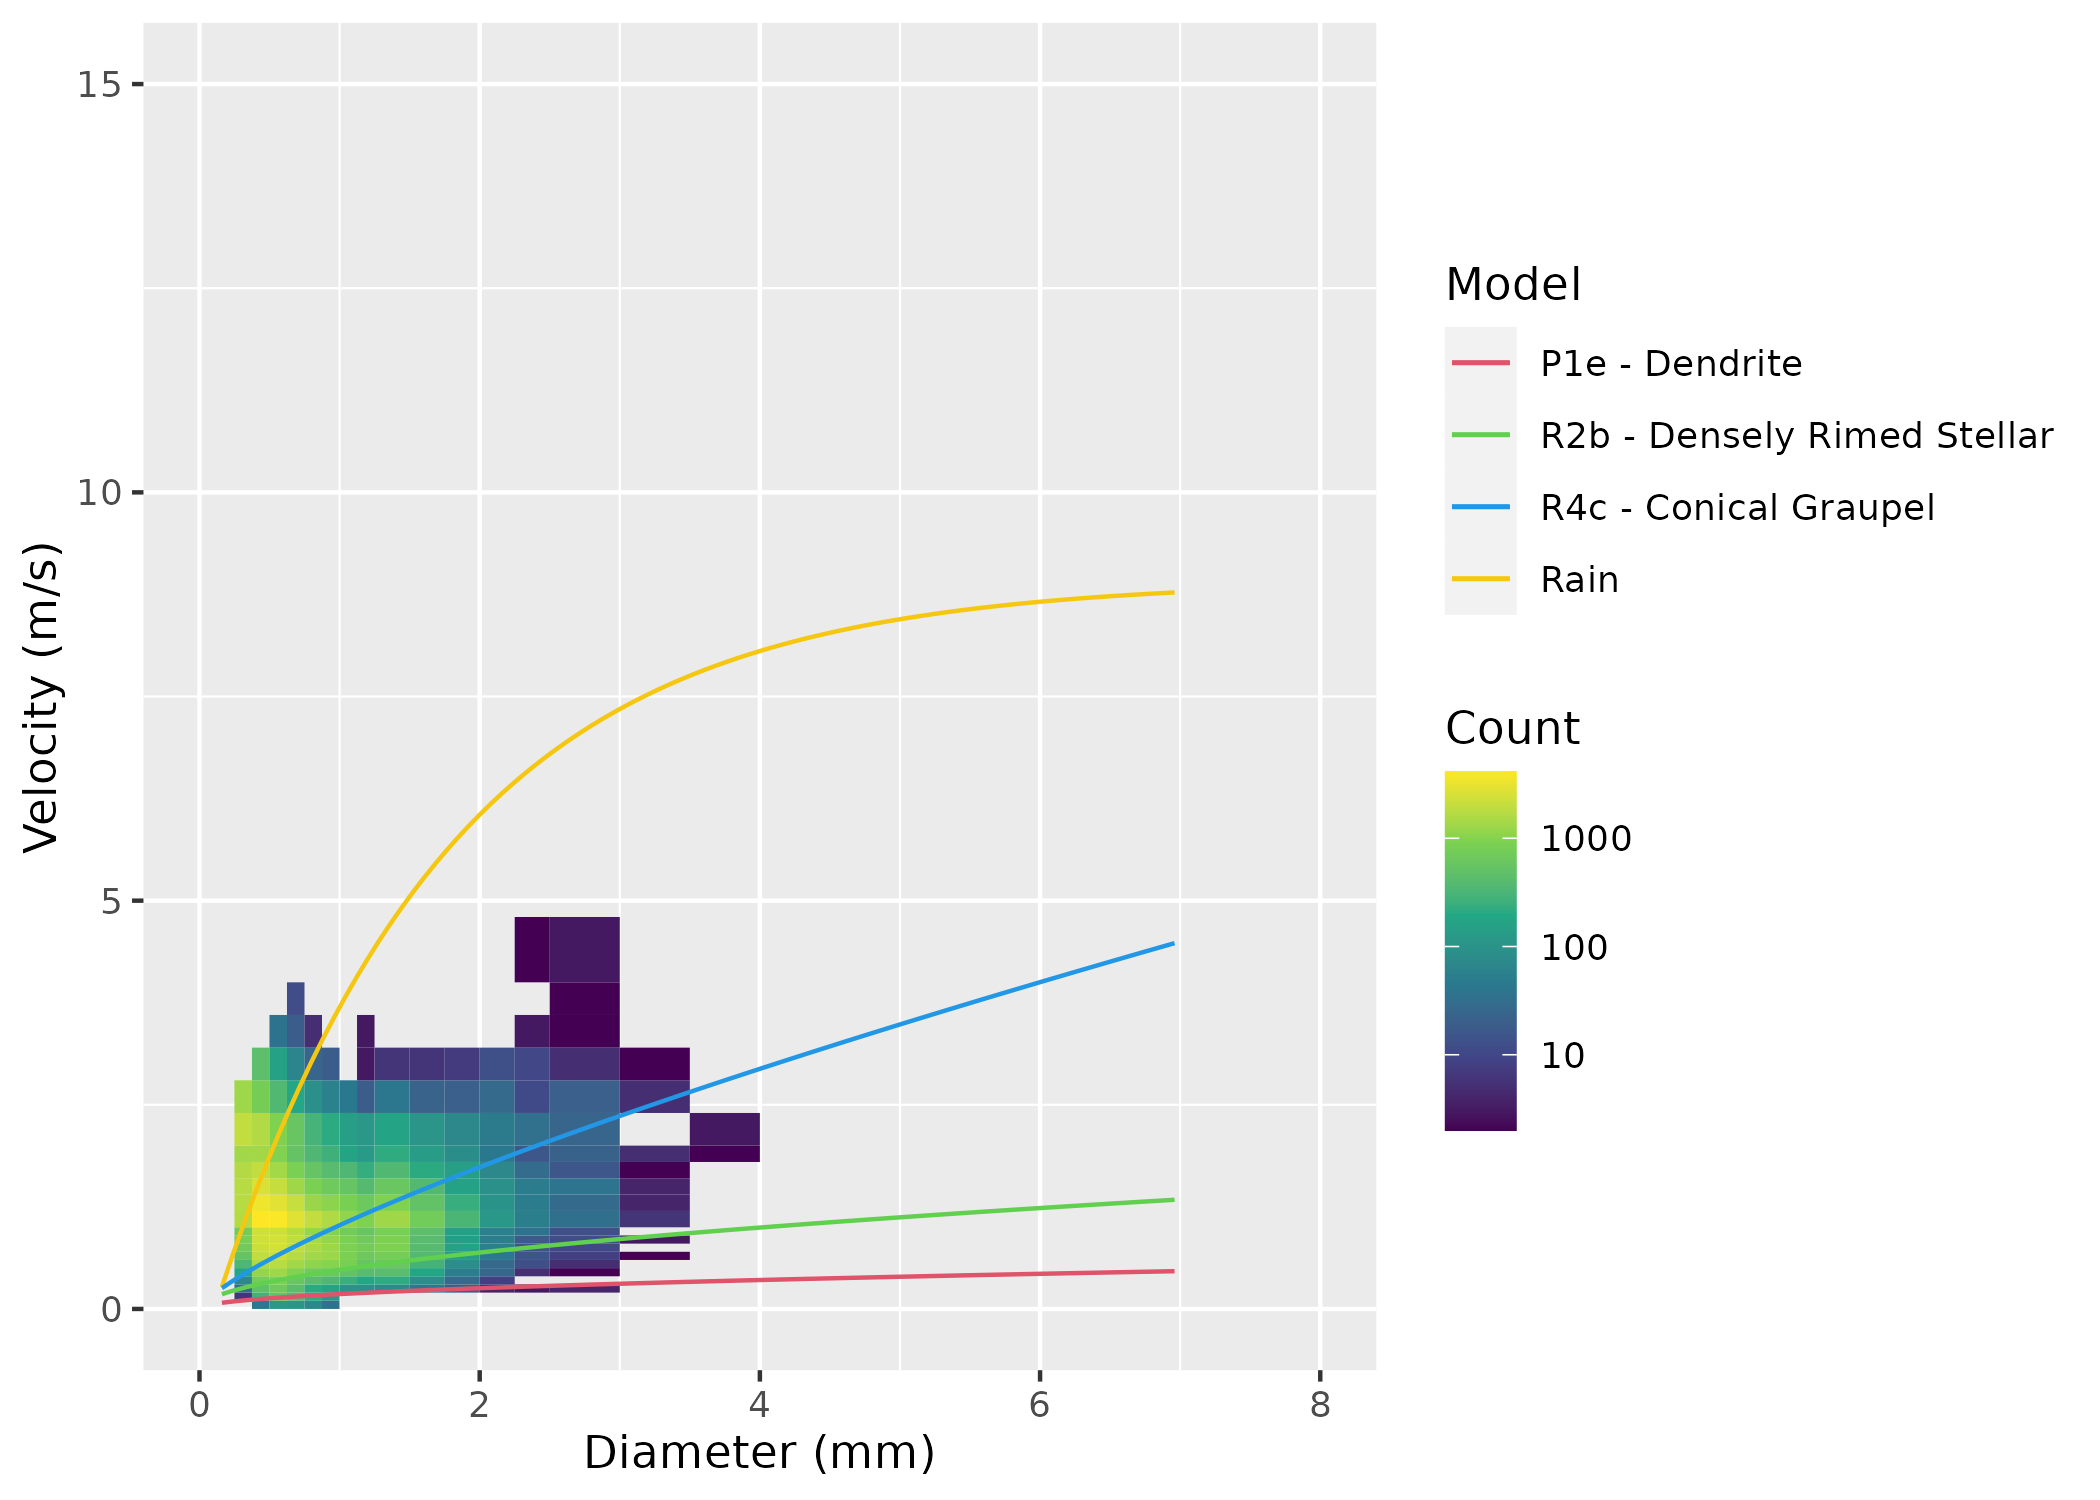 15
10
5
0
Velocity (m/s)
0 2 4 6 8
Diameter (mm)
Model
P1e - Dendrite
R2b - Densely Rimed Stellar
R4c - Conical Graupel
Rain
Count
1000
100
10